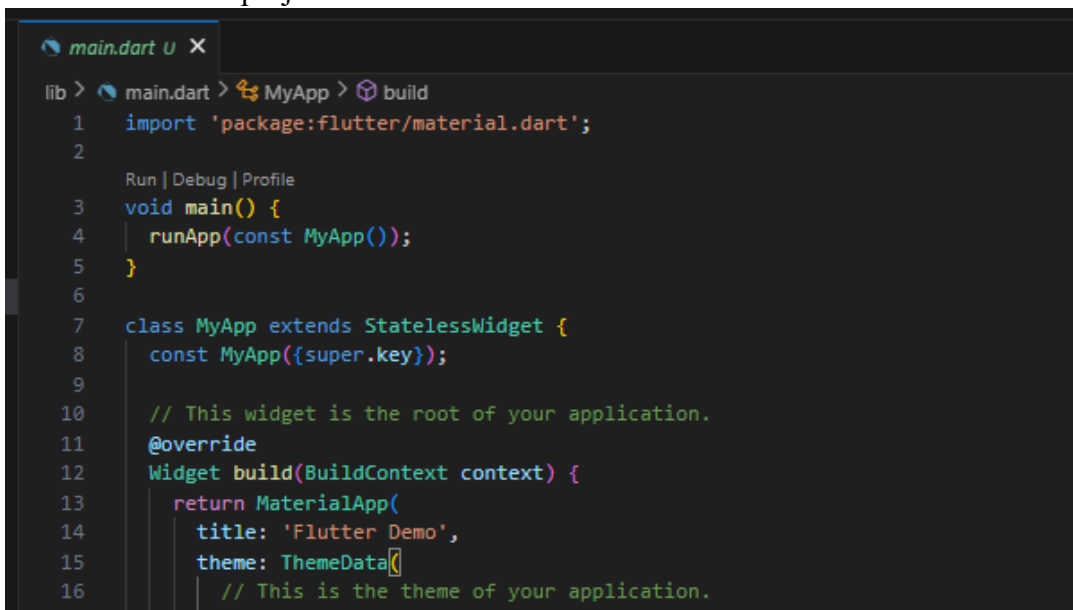 main.dart U
lib > main.dart > MyApp > build
1 import 'package:flutter/material.dart';
2
Run | Debug | Profile
3 void main() {
4 runApp(const MyApp());
5 }
6
7 class MyApp extends StatelessWidget {
8 const MyApp({super.key});
9
10 // This widget is the root of your application.
11 @override
12 Widget build(BuildContext context) {
13 return MaterialApp(
14 title: 'Flutter Demo',
15 theme: ThemeData(
16 // This is the theme of your application.